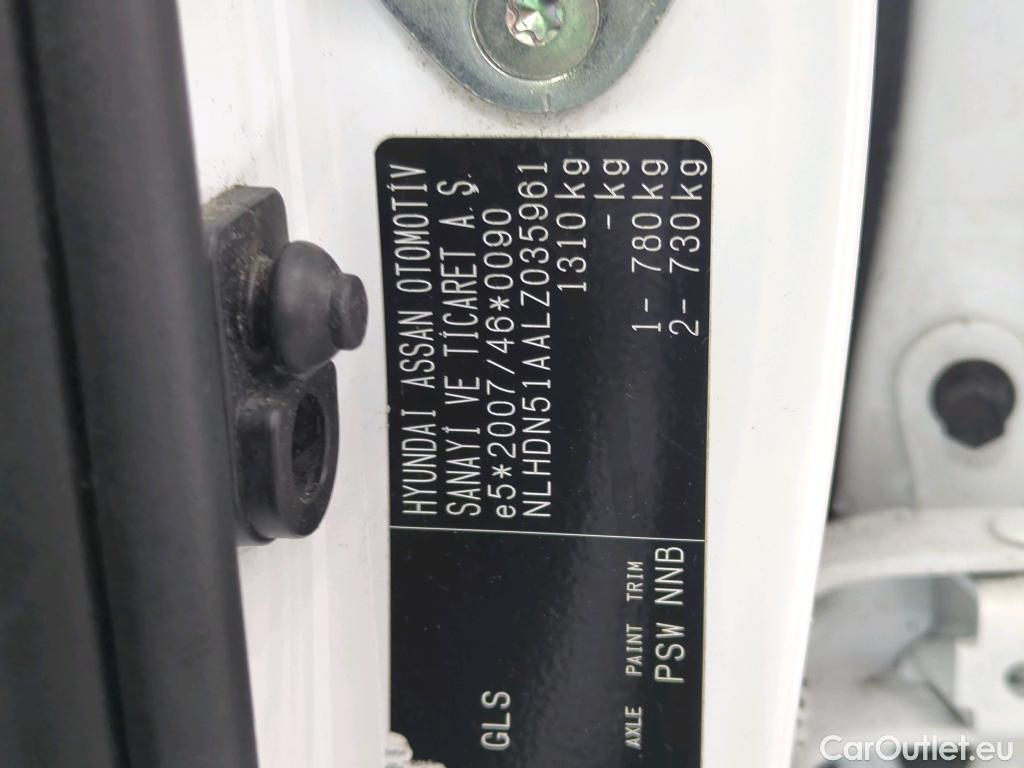 HYUNDAI ASSAN OTOMOTİV
SANAYİ VE TİCARET A.Ş.
e5*2007/46*0090
NLHDN51AALZ035961
1310 kg
- kg
1- 780 kg
2- 730 kg
GLS
AXLE PAINT TRIM
PSW NNB
CarOutlet.eu